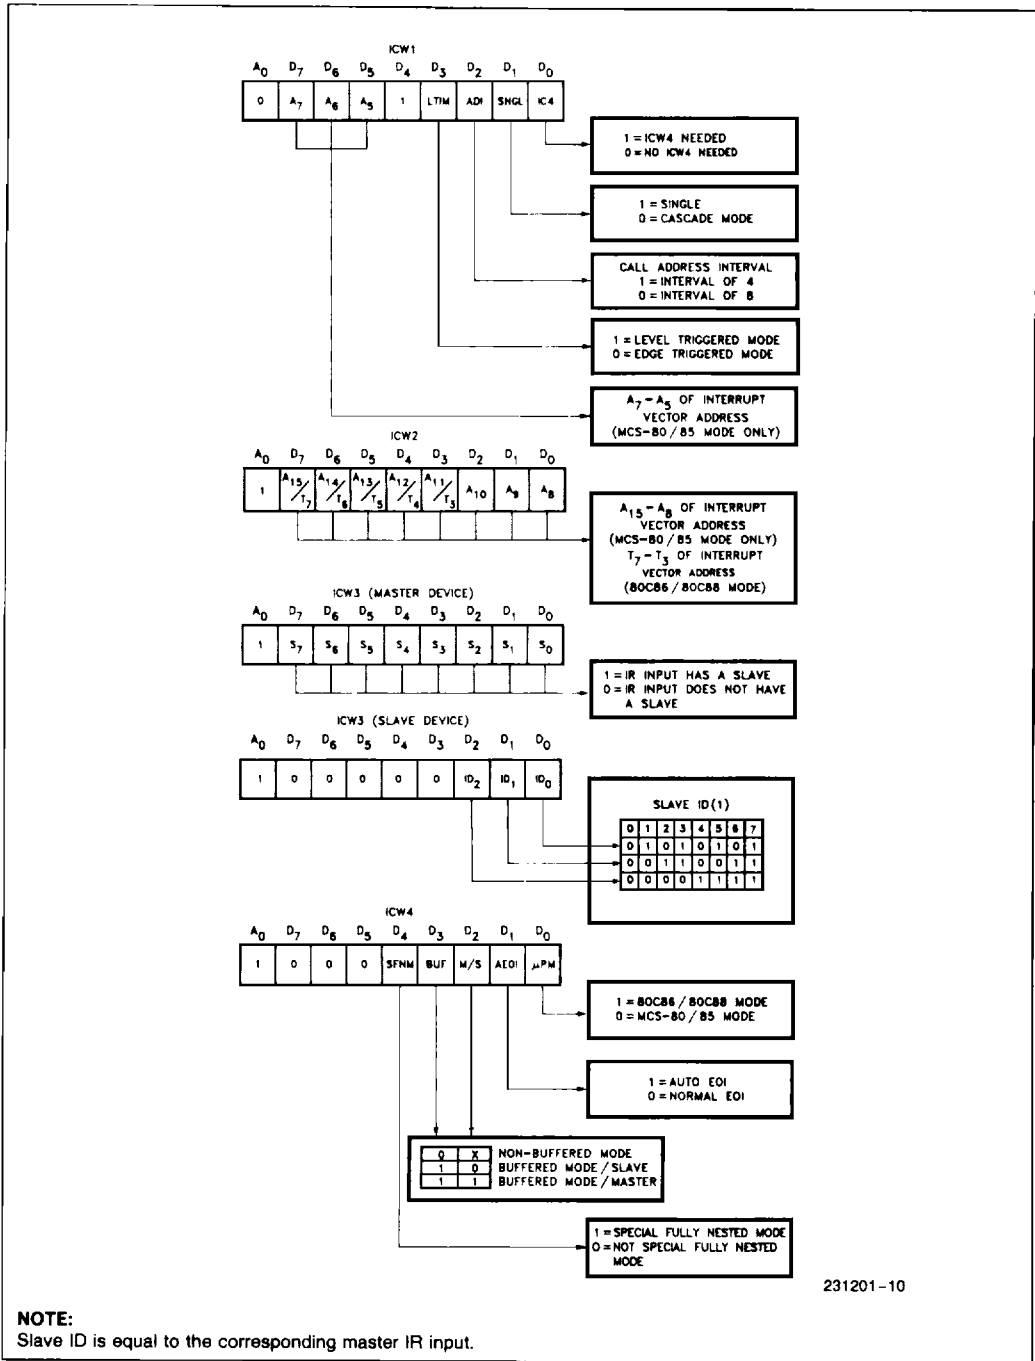 ICW1
A0 D7 D6 D5 D4 D3 D2 D1 D0
0 A7 A6 A5 1 LTIM ADI SNGL IC4
1 = ICW4 NEEDED
0 = NO ICW4 NEEDED
1 = SINGLE
0 = CASCADE MODE
CALL ADDRESS INTERVAL
1 = INTERVAL OF 4
0 = INTERVAL OF 8
1 = LEVEL TRIGGERED MODE
0 = EDGE TRIGGERED MODE
A7 - A5 OF INTERRUPT
VECTOR ADDRESS
(MCS-80/85 MODE ONLY)
ICW2
A0 D7 D6 D5 D4 D3 D2 D1 D0
1 A15/T7 A14/T6 A13/T5 A12/T4 A11/T3 A10 A9 A8
A15 - A8 OF INTERRUPT
VECTOR ADDRESS
(MCS-80/85 MODE ONLY)
T7 - T3 OF INTERRUPT
VECTOR ADDRESS
(80C86/80C88 MODE)
ICW3 (MASTER DEVICE)
A0 D7 D6 D5 D4 D3 D2 D1 D0
1 S7 S6 S5 S4 S3 S2 S1 S0
1 = IR INPUT HAS A SLAVE
0 = IR INPUT DOES NOT HAVE
A SLAVE
ICW3 (SLAVE DEVICE)
A0 D7 D6 D5 D4 D3 D2 D1 D0
1 0 0 0 0 0 ID2 ID1 ID0
SLAVE ID(1)
0 1 2 3 4 5 6 7
0 1 0 1 0 1 0 1
0 0 1 1 0 0 1 1
0 0 0 0 1 1 1 1
ICW4
A0 D7 D6 D5 D4 D3 D2 D1 D0
1 0 0 0 SFNM BUF M/S AEOI μPM
1 = 80C86/80C88 MODE
0 = MCS-80/85 MODE
1 = AUTO EOI
0 = NORMAL EOI
0 X NON-BUFFERED MODE
1 0 BUFFERED MODE/SLAVE
1 1 BUFFERED MODE/MASTER
1 = SPECIAL FULLY NESTED MODE
0 = NOT SPECIAL FULLY NESTED
MODE
231201-10
NOTE:
Slave ID is equal to the corresponding master IR input.